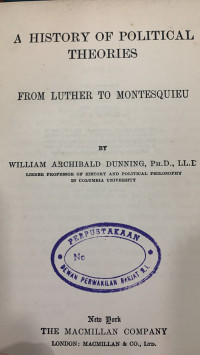 A HISTORY OF POLITICAL
THEORIES
FROM LUTHER TO MONTESQUIEU
BY
WILLIAM ARCHIBALD DUNNING, PH.D., LL.D
LIEBER PROFESSOR OF HISTORY AND POLITICAL PHILOSOPHY
IN COLUMBIA UNIVERSITY
PERPUSTAKAAN
No
DEWAN PERWAKILAN RAKJAT R.I.
New York
THE MACMILLAN COMPANY
LONDON: MACMILLAN & CO., LTD.